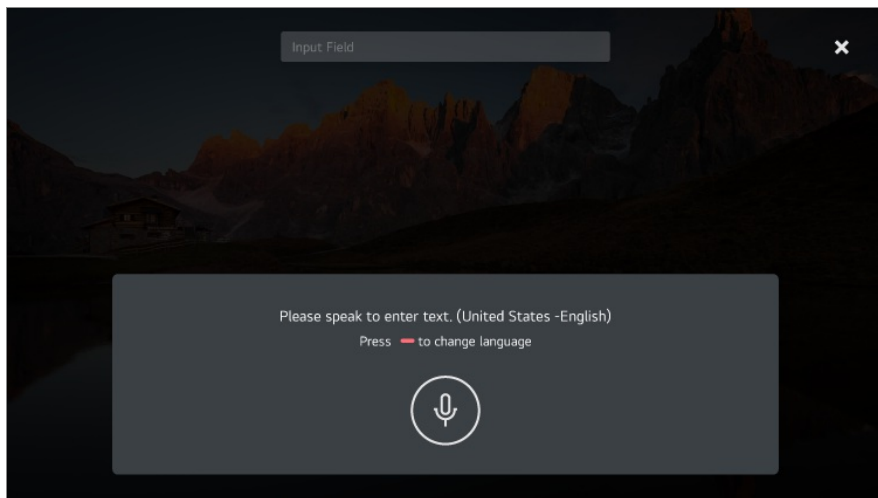 Input Field
Please speak to enter text. (United States -English)
Press to change language